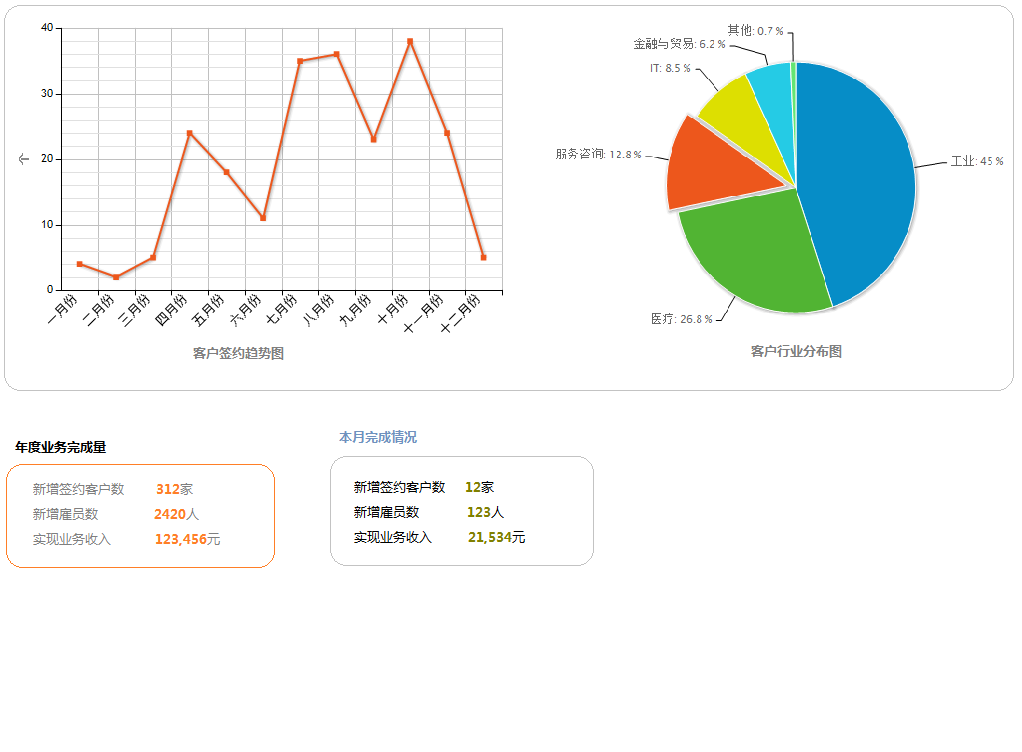 40
30
20
10
0
个
一月份
二月份
三月份
四月份
五月份
六月份
七月份
八月份
九月份
十月份
十一月份
十二月份
客户签约趋势图
其他: 0.7 %
金融与贸易: 6.2 %
IT: 8.5 %
服务咨询: 12.8 %
工业: 45 %
医疗: 26.8 %
客户行业分布图
年度业务完成量
新增签约客户数 312家
新增雇员数 2420人
实现业务收入 123,456元
本月完成情况
新增签约客户数 12家
新增雇员数 123人
实现业务收入 21,534元